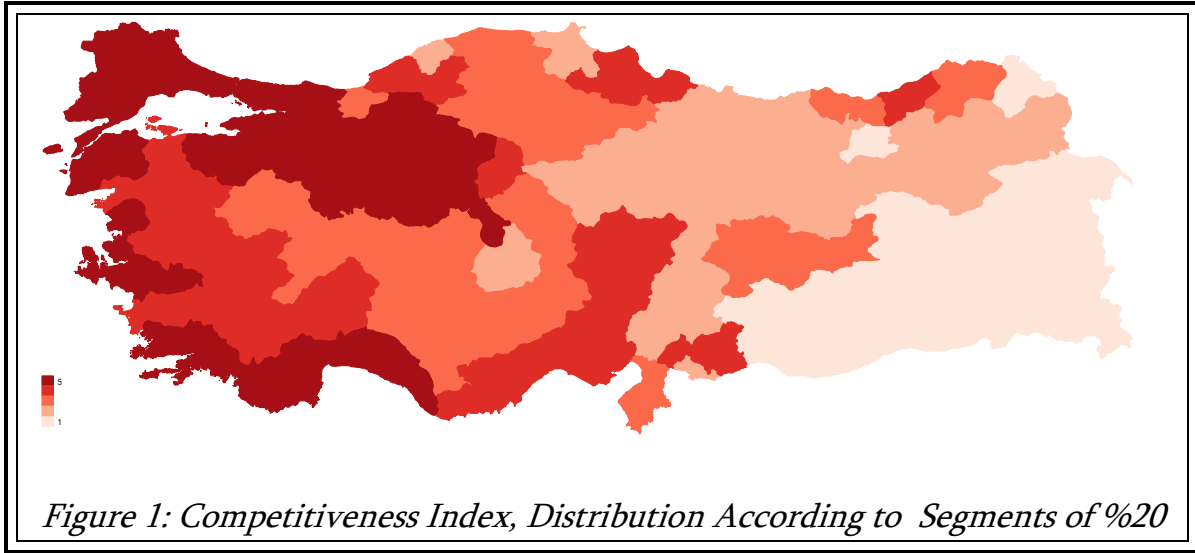 5
1
Figure 1: Competitiveness Index, Distribution According to Segments of %20